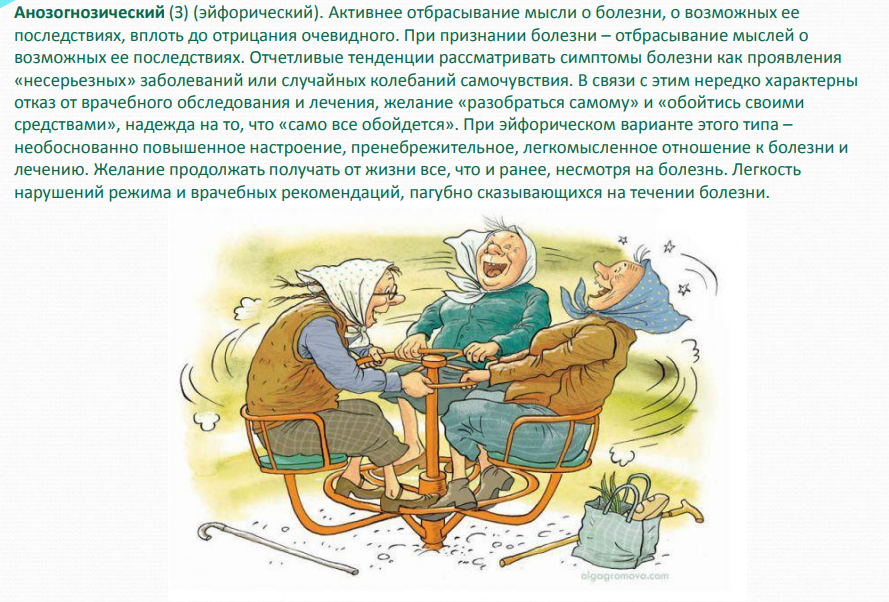 Анозогнозический (3) (эйфорический). Активнее отбрасывание мысли о болезни, о возможных ее
последствиях, вплоть до отрицания очевидного. При признании болезни – отбрасывание мыслей о
возможных ее последствиях. Отчетливые тенденции рассматривать симптомы болезни как проявления
«несерьезных» заболеваний или случайных колебаний самочувствия. В связи с этим нередко характерны
отказ от врачебного обследования и лечения, желание «разобраться самому» и «обойтись своими
средствами», надежда на то, что «само все обойдется». При эйфорическом варианте этого типа –
необоснованно повышенное настроение, пренебрежительное, легкомысленное отношение к болезни и
лечению. Желание продолжать получать от жизни все, что и ранее, несмотря на болезнь. Легкость
нарушений режима и врачебных рекомендаций, пагубно сказывающихся на течении болезни.
olgagromova.com